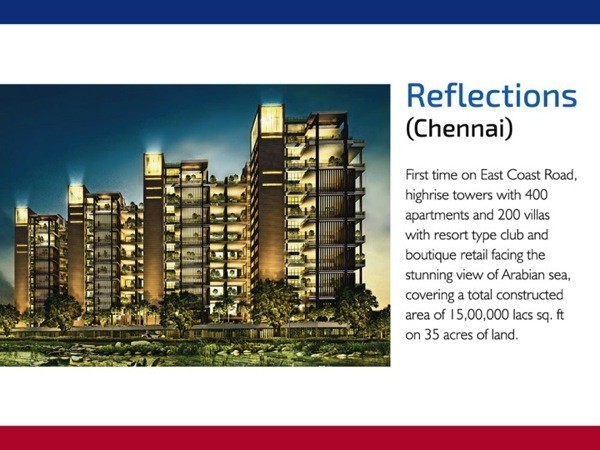 Reflections
(Chennai)
First time on East Coast Road,
highrise towers with 400
apartments and 200 villas
with resort type club and
boutique retail facing the
stunning view of Arabian sea,
covering a total constructed
area of 15,00,000 lacs sq. ft
on 35 acres of land.